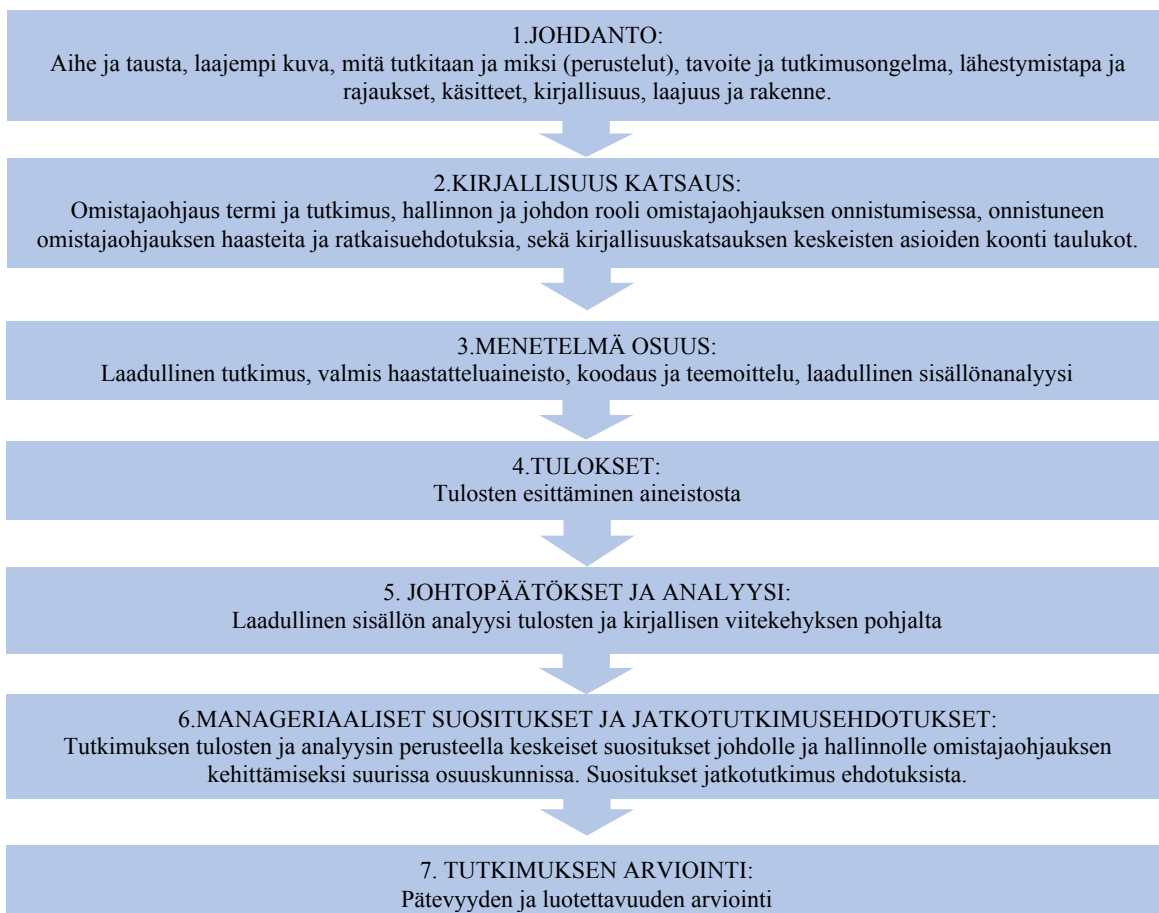 1.JOHDANTO:
Aihe ja tausta, laajempi kuva, mitä tutkitaan ja miksi (perustelut), tavoite ja tutkimusongelma, lähestymistapa ja
rajaukset, käsitteet, kirjallisuus, laajuus ja rakenne.
2.KIRJALLISUUS KATSAUS:
Omistajaohjaus termi ja tutkimus, hallinnon ja johdon rooli omistajaohjauksen onnistumisessa, onnistuneen
omistajaohjauksen haasteita ja ratkaisuehdotuksia, sekä kirjallisuuskatsauksen keskeisten asioiden koonti taulukot.
3.MENETELMÄ OSUUS:
Laadullinen tutkimus, valmis haastatteluaineisto, koodaus ja teemoittelu, laadullinen sisällönanalyysi
4.TULOKSET:
Tulosten esittäminen aineistosta
5. JOHTOPÄÄTÖKSET JA ANALYYSI:
Laadullinen sisällön analyysi tulosten ja kirjallisen viitekehyksen pohjalta
6.MANAGERIAALISET SUOSITUKSET JA JATKOTUTKIMUSEHDOTUKSET:
Tutkimuksen tulosten ja analyysin perusteella keskeiset suositukset johdolle ja hallinnolle omistajaohjauksen
kehittämiseksi suurissa osuuskunnissa. Suositukset jatkotutkimus ehdotuksista.
7. TUTKIMUKSEN ARVIOINTI:
Pätevyyden ja luotettavuuden arviointi